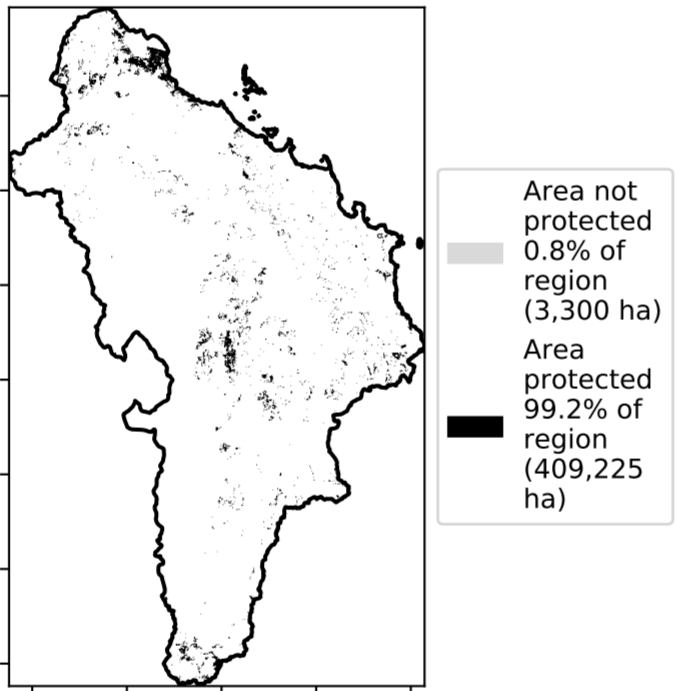 Area not
protected
0.8% of
region
(3,300 ha)
Area
protected
99.2% of
region
(409,225
ha)